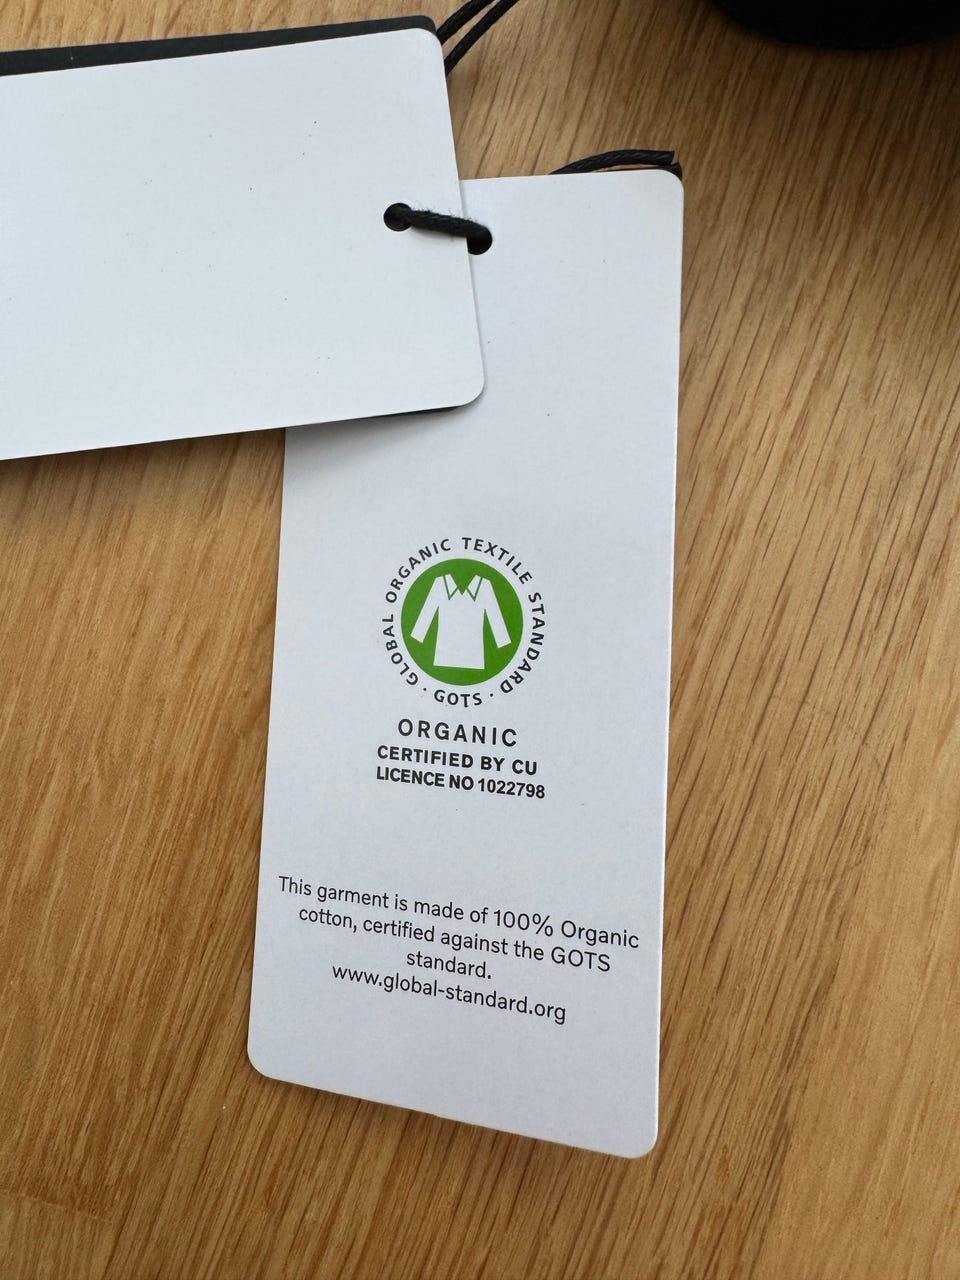 GLOBAL ORGANIC TEXTILE STANDARD · GOTS ·
ORGANIC
CERTIFIED BY CU
LICENCE NO 1022798
This garment is made of 100% Organic
cotton, certified against the GOTS
standard.
www.global-standard.org